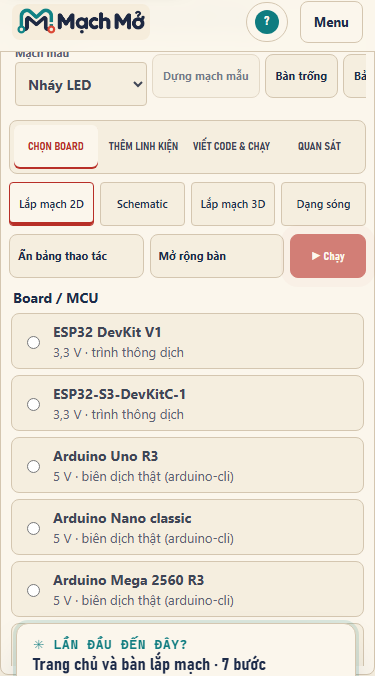 Mạch Mở
?
Menu
Mạch mẫu
Nháy LED
Dựng mạch mẫu
Bàn trống
CHỌN BOARD
THÊM LINH KIỆN
VIẾT CODE & CHẠY
QUAN SÁT
Lắp mạch 2D
Schematic
Lắp mạch 3D
Dạng sóng
Ẩn bảng thao tác
Mở rộng bàn
▶ Chạy
Board / MCU
ESP32 DevKit V1
3,3 V · trình thông dịch
ESP32-S3-DevKitC-1
3,3 V · trình thông dịch
Arduino Uno R3
5 V · biên dịch thật (arduino-cli)
Arduino Nano classic
5 V · biên dịch thật (arduino-cli)
Arduino Mega 2560 R3
5 V · biên dịch thật (arduino-cli)
✳ LẦN ĐẦU ĐẾN ĐÂY?
Trang chủ và bàn lắp mạch · 7 bước